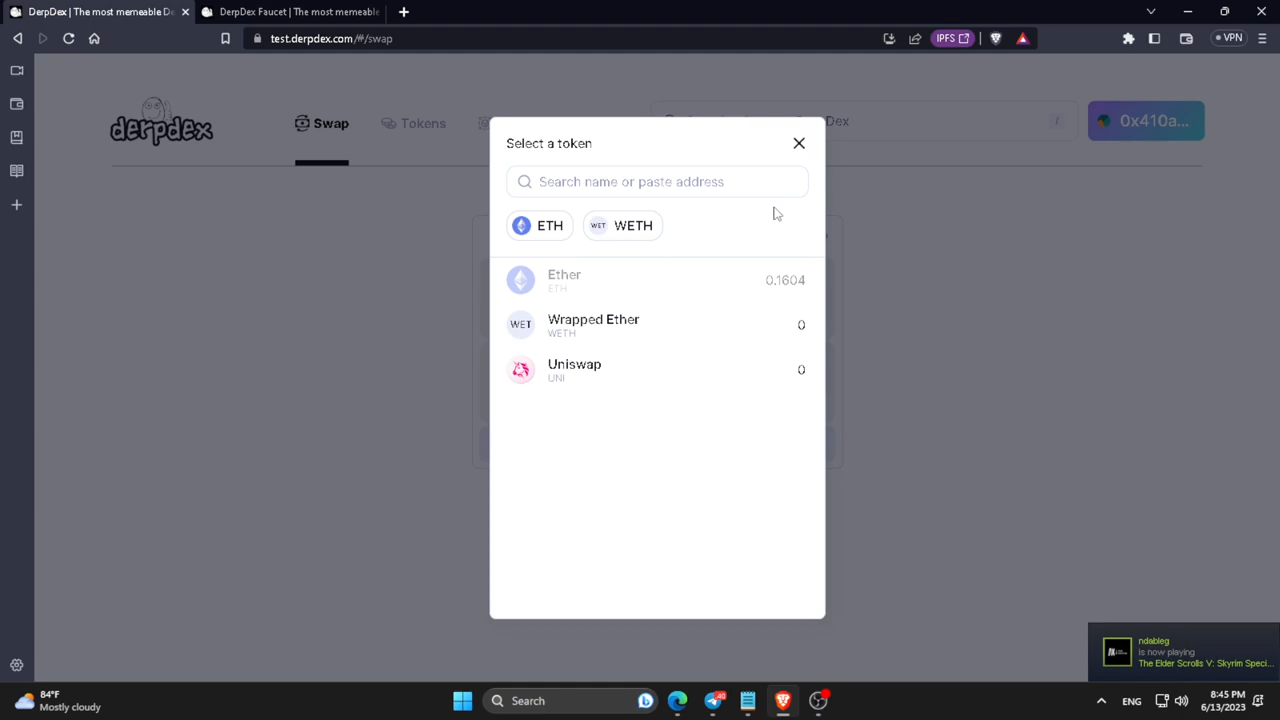 DerpDex | The most memeable De
DerpDex Faucet | The most memeable
test.derpdex.com/#/swap
IPFS
VPN
derpdex
Swap
Tokens
Dex
/
0x410a...
Select a token
Search name or paste address
ETH
WET
WETH
Ether
ETH
0.1604
WET
Wrapped Ether
WETH
0
Uniswap
UNI
0
ndableg
is now playing
The Elder Scrolls V: Skyrim Speci...
84°F
Mostly cloudy
Search
40
ENG
8:45 PM
6/13/2023